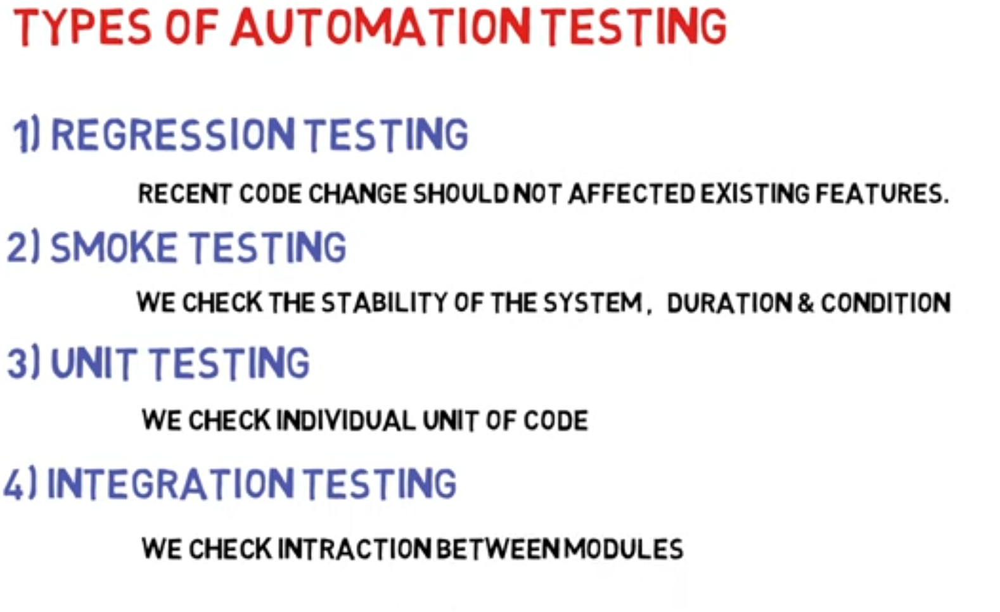 TYPES OF AUTOMATION TESTING
1) REGRESSION TESTING
RECENT CODE CHANGE SHOULD NOT AFFECTED EXISTING FEATURES.
2) SMOKE TESTING
WE CHECK THE STABILITY OF THE SYSTEM, DURATION & CONDITION
3) UNIT TESTING
WE CHECK INDIVIDUAL UNIT OF CODE
4) INTEGRATION TESTING
WE CHECK INTRACTION BETWEEN MODULES